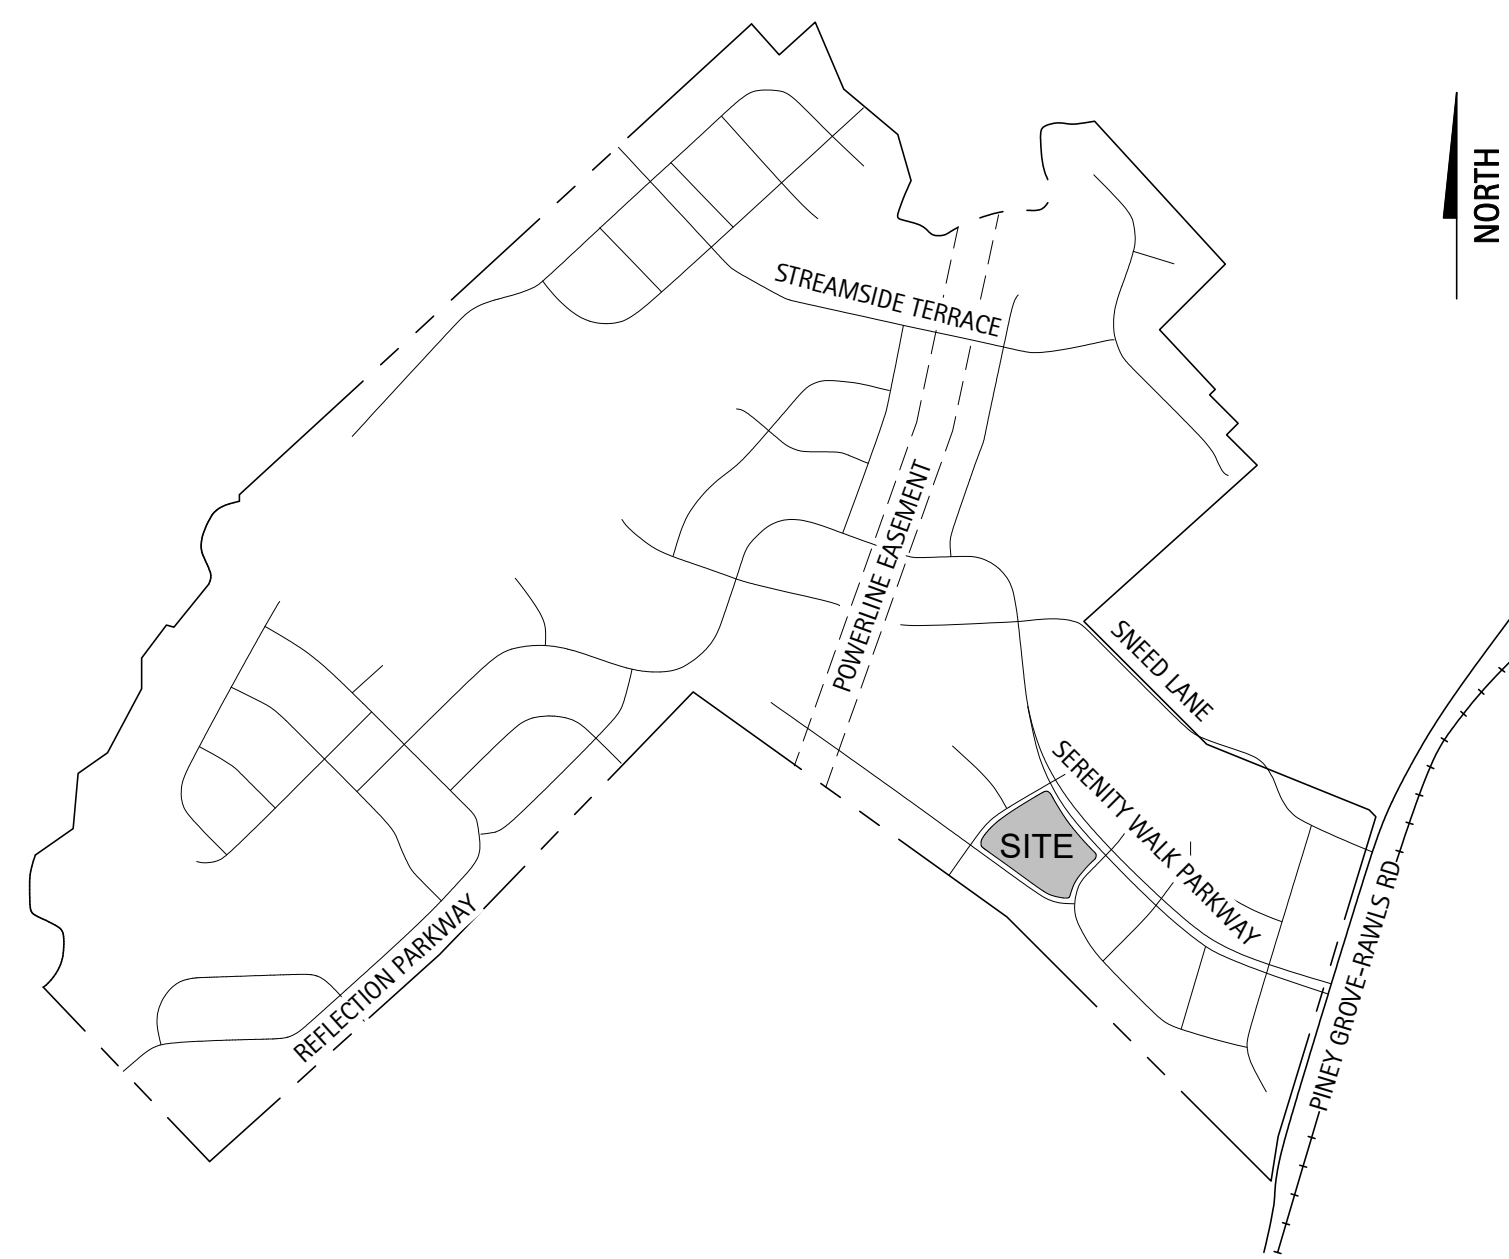 NORTH
STREAMSIDE TERRACE
POWERLINE EASEMENT
SNEED LANE
SERENITY WALK PARKWAY
SITE
PINEY GROVE-RAWLS RD
REFLECTION PARKWAY